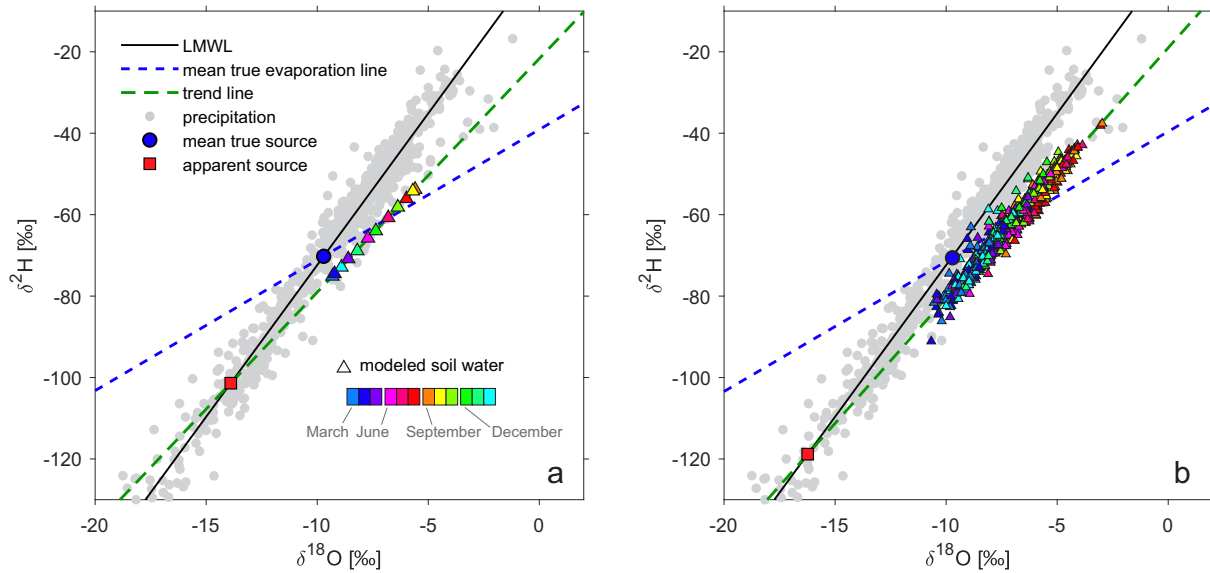 -20
-40
-60
-80
-100
-120
δ²H [‰]
-20
-15
-10
-5
0
δ¹⁸O [‰]
LMWL
mean true evaporation line
trend line
precipitation
mean true source
apparent source
modeled soil water
March June September December
a
-20
-40
-60
-80
-100
-120
δ²H [‰]
-20
-15
-10
-5
0
δ¹⁸O [‰]
b